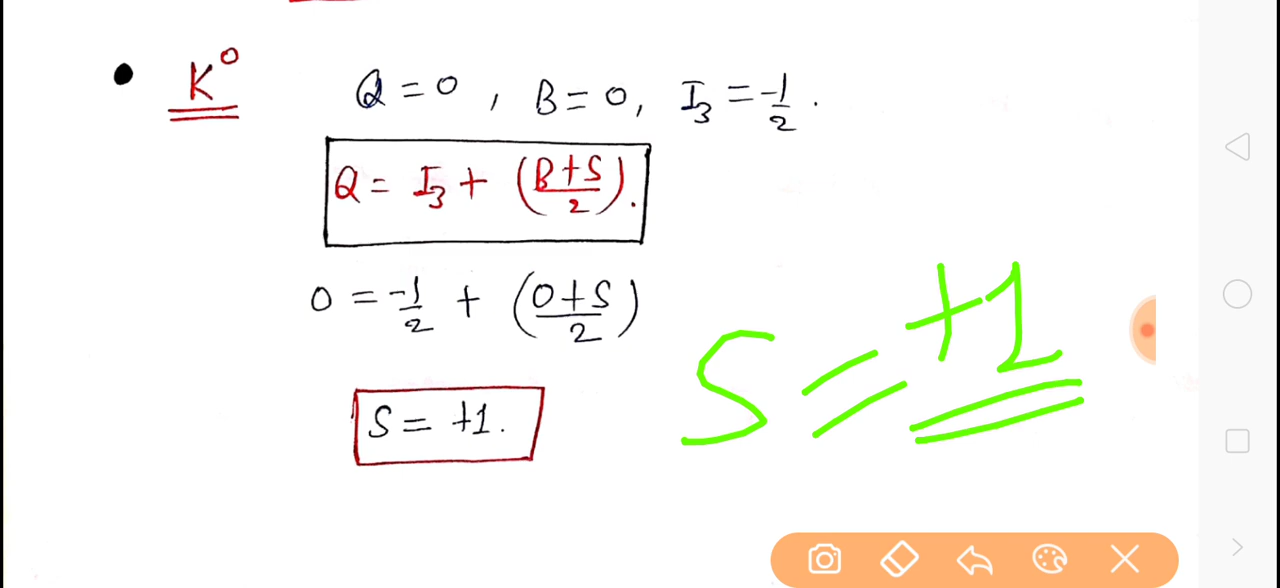 • K⁰ Q = 0 , B = 0, I₃ = -1/2 .
Q = I₃ + (B+S/2).
0 = -1/2 + (0+S/2)
S = +1.
S = +1